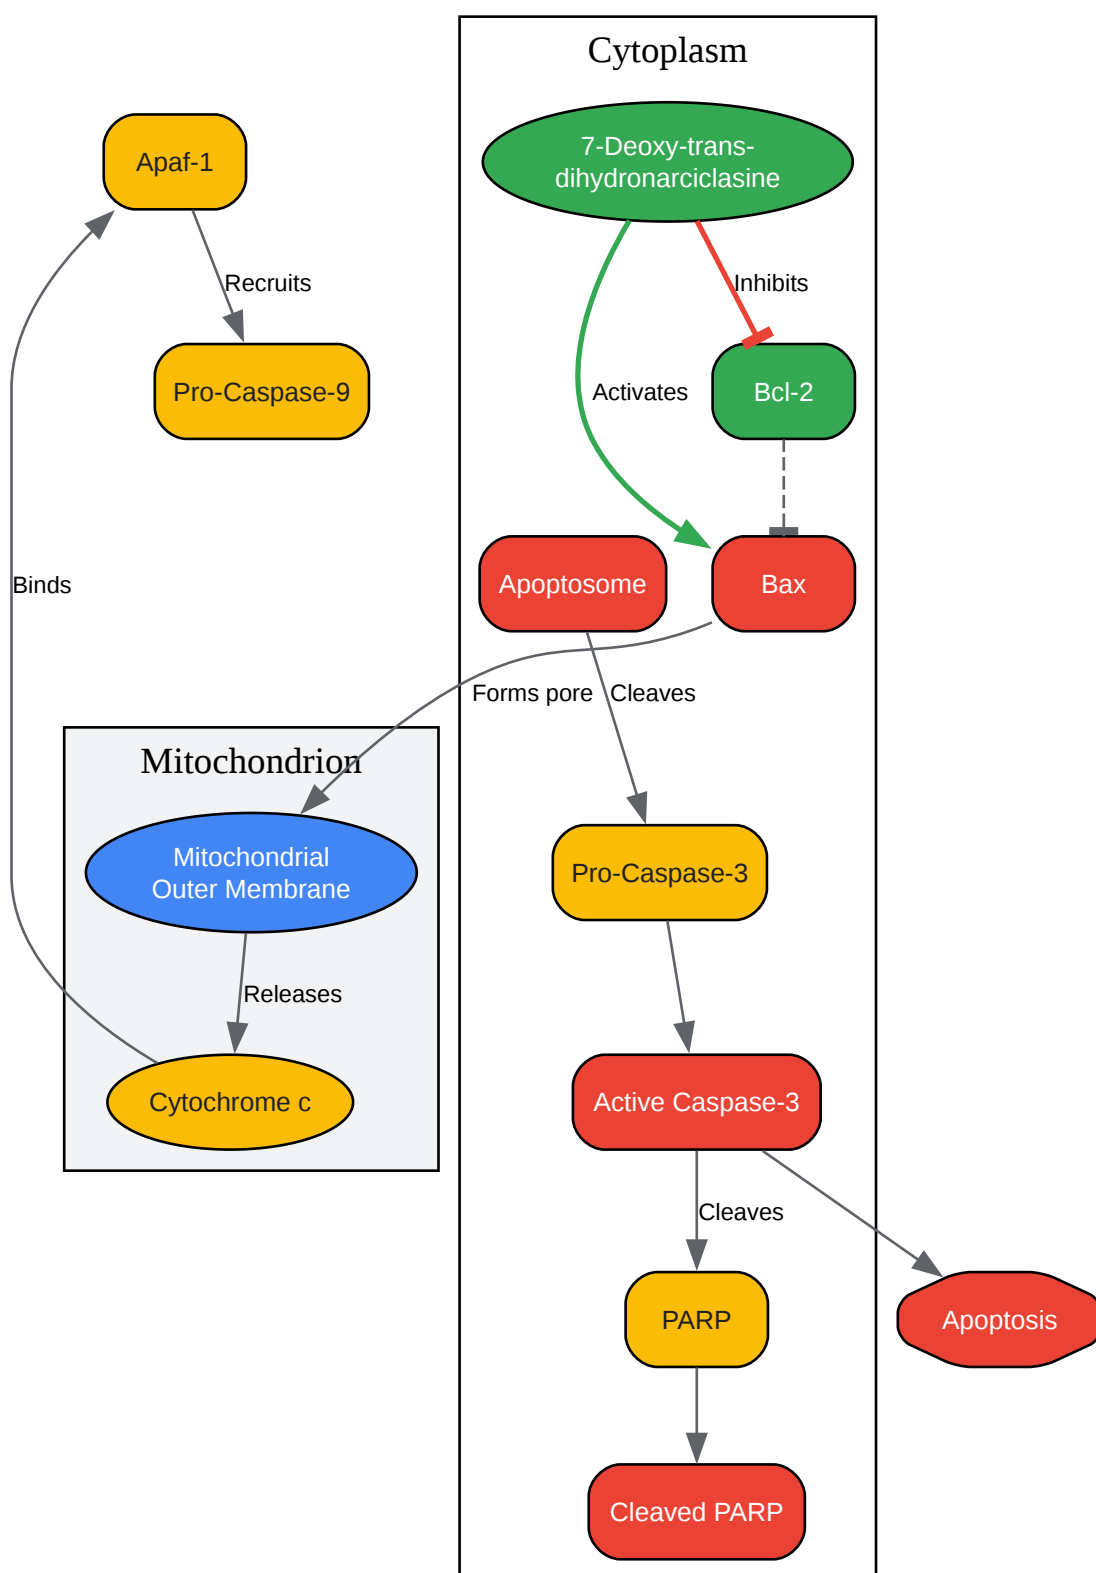 Cytoplasm
7-Deoxy-trans-
dihydronarciclasine
Apaf-1
Recruits
Inhibits
Pro-Caspase-9
Activates
Bcl-2
Binds
Apoptosome
Bax
Forms pore
Cleaves
Mitochondrion
Mitochondrial
Outer Membrane
Pro-Caspase-3
Releases
Cytochrome c
Active Caspase-3
Cleaves
PARP
Apoptosis
Cleaved PARP